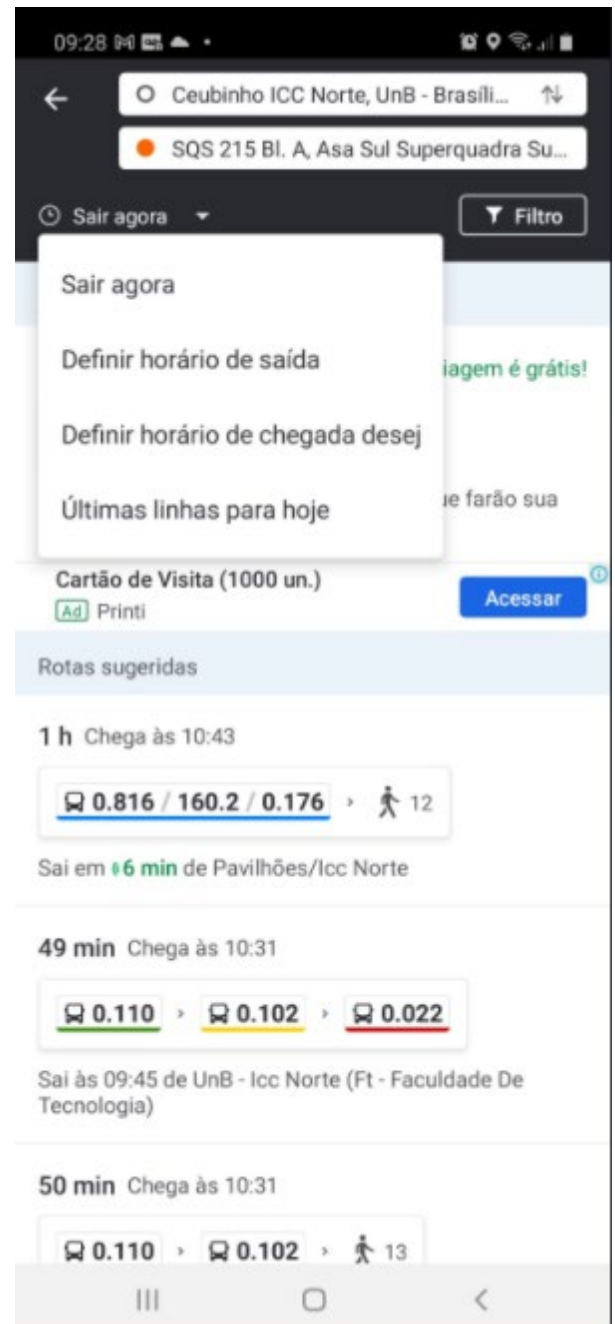 09:28
Ceubinho ICC Norte, UnB - Brasíli...
SQS 215 Bl. A, Asa Sul Superquadra Su...
Sair agora
Filtro
Sair agora
Definir horário de saída
iagem é grátis!
Definir horário de chegada desej
Últimas linhas para hoje
ue farão sua
Cartão de Visita (1000 un.)
Ad Printi
Acessar
Rotas sugeridas
1 h Chega às 10:43
0.816 / 160.2 / 0.176 › 12
Sai em 6 min de Pavilhões/Icc Norte
49 min Chega às 10:31
0.110 › 0.102 › 0.022
Sai às 09:45 de UnB - Icc Norte (Ft - Faculdade De
Tecnologia)
50 min Chega às 10:31
0.110 › 0.102 › 13